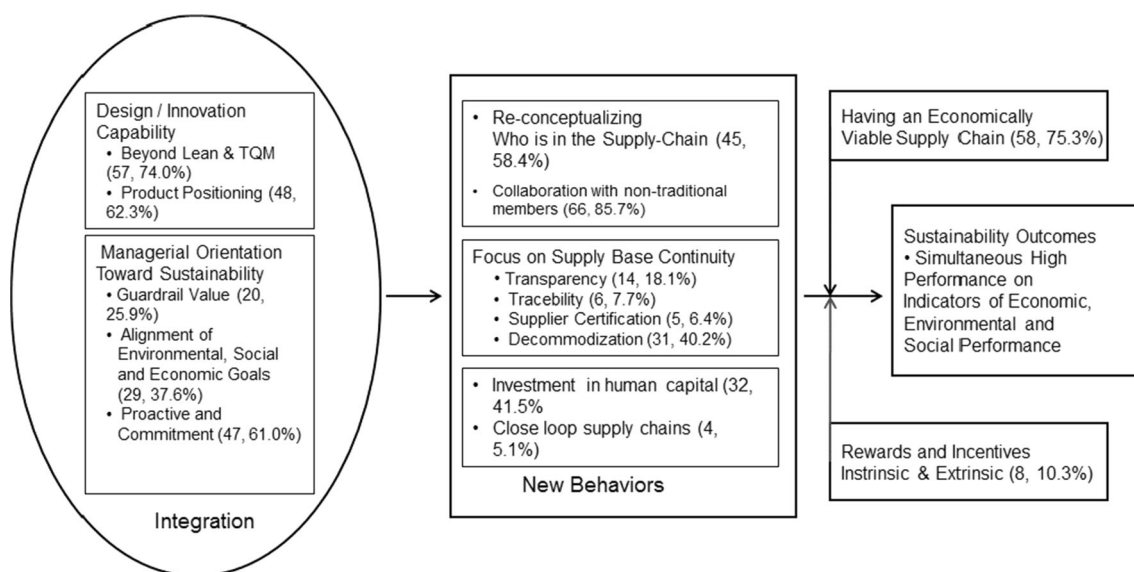 Design / Innovation
Capability
• Beyond Lean & TQM
(57, 74.0%)
• Product Positioning (48,
62.3%)
Managerial Orientation
Toward Sustainability
• Guardrail Value (20,
25.9%)
• Alignment of
Environmental, Social
and Economic Goals
(29, 37.6%)
• Proactive and
Commitment (47, 61.0%)
Integration
• Re-conceptualizing
Who is in the Supply-Chain (45,
58.4%)
• Collaboration with non-traditional
members (66, 85.7%)
Focus on Supply Base Continuity
• Transparency (14, 18.1%)
• Tracebility (6, 7.7%)
• Supplier Certification (5, 6.4%)
• Decommodization (31, 40.2%)
• Investment in human capital (32,
41.5%
• Close loop supply chains (4,
5.1%)
New Behaviors
Having an Economically
Viable Supply Chain (58, 75.3%)
Sustainability Outcomes
• Simultaneous High
Performance on
Indicators of Economic,
Environmental and
Social Performance
Rewards and Incentives
Instrinsic & Extrinsic (8, 10.3%)